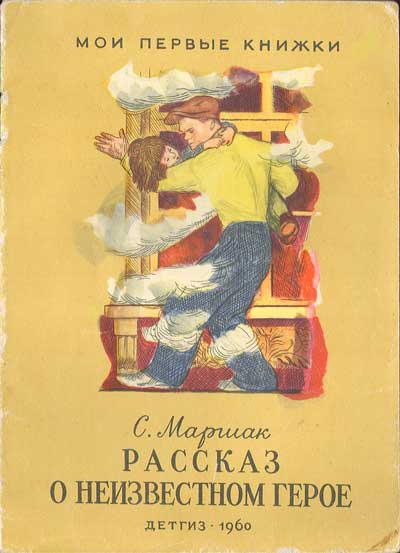 МОИ ПЕРВЫЕ КНИЖКИ
С. Маршак
РАССКАЗ
О НЕИЗВЕСТНОМ ГЕРОЕ
ДЕТГИЗ · 1960